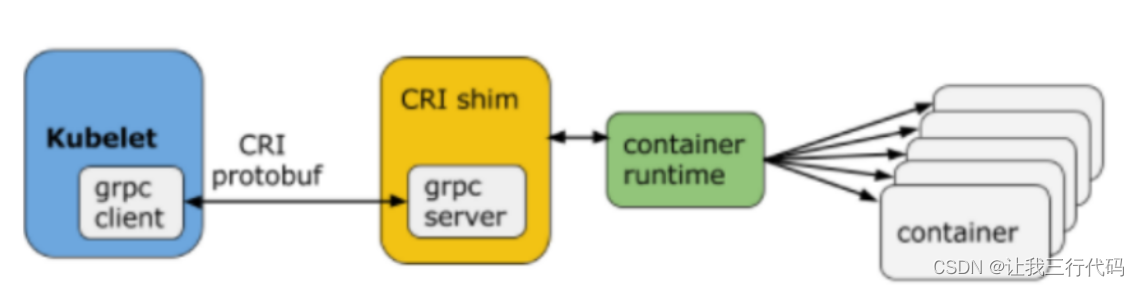 Kubelet
grpc
client
CRI
protobuf
CRI shim
grpc
server
container
runtime
container
CSDN @让我三行代码